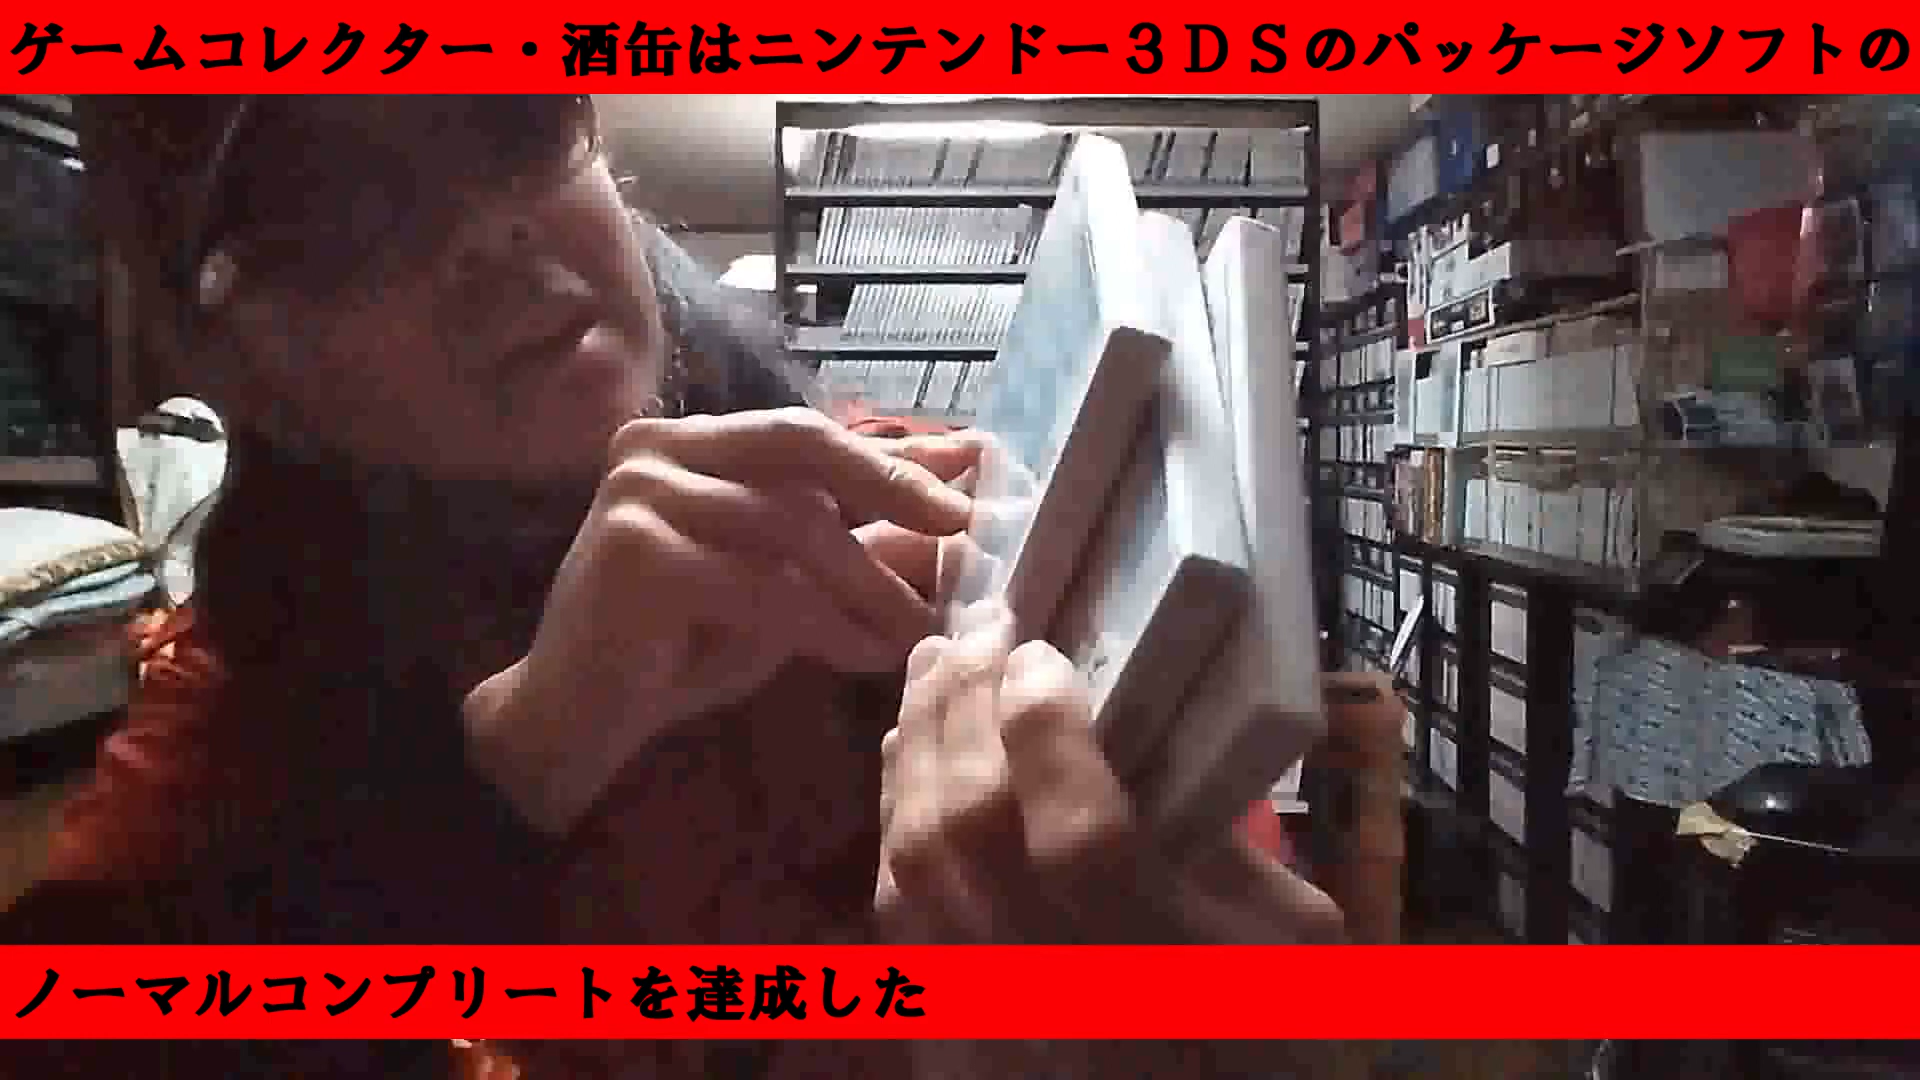 ゲームコレクター・酒缶はニンテンドー３ＤＳのパッケージソフトの
ノーマルコンプリートを達成した